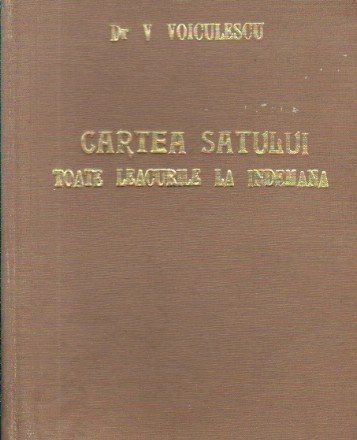 Dr V VOICULESCU
CARTEA SATULUI
TOATE LEACURILE LA INDEMANA